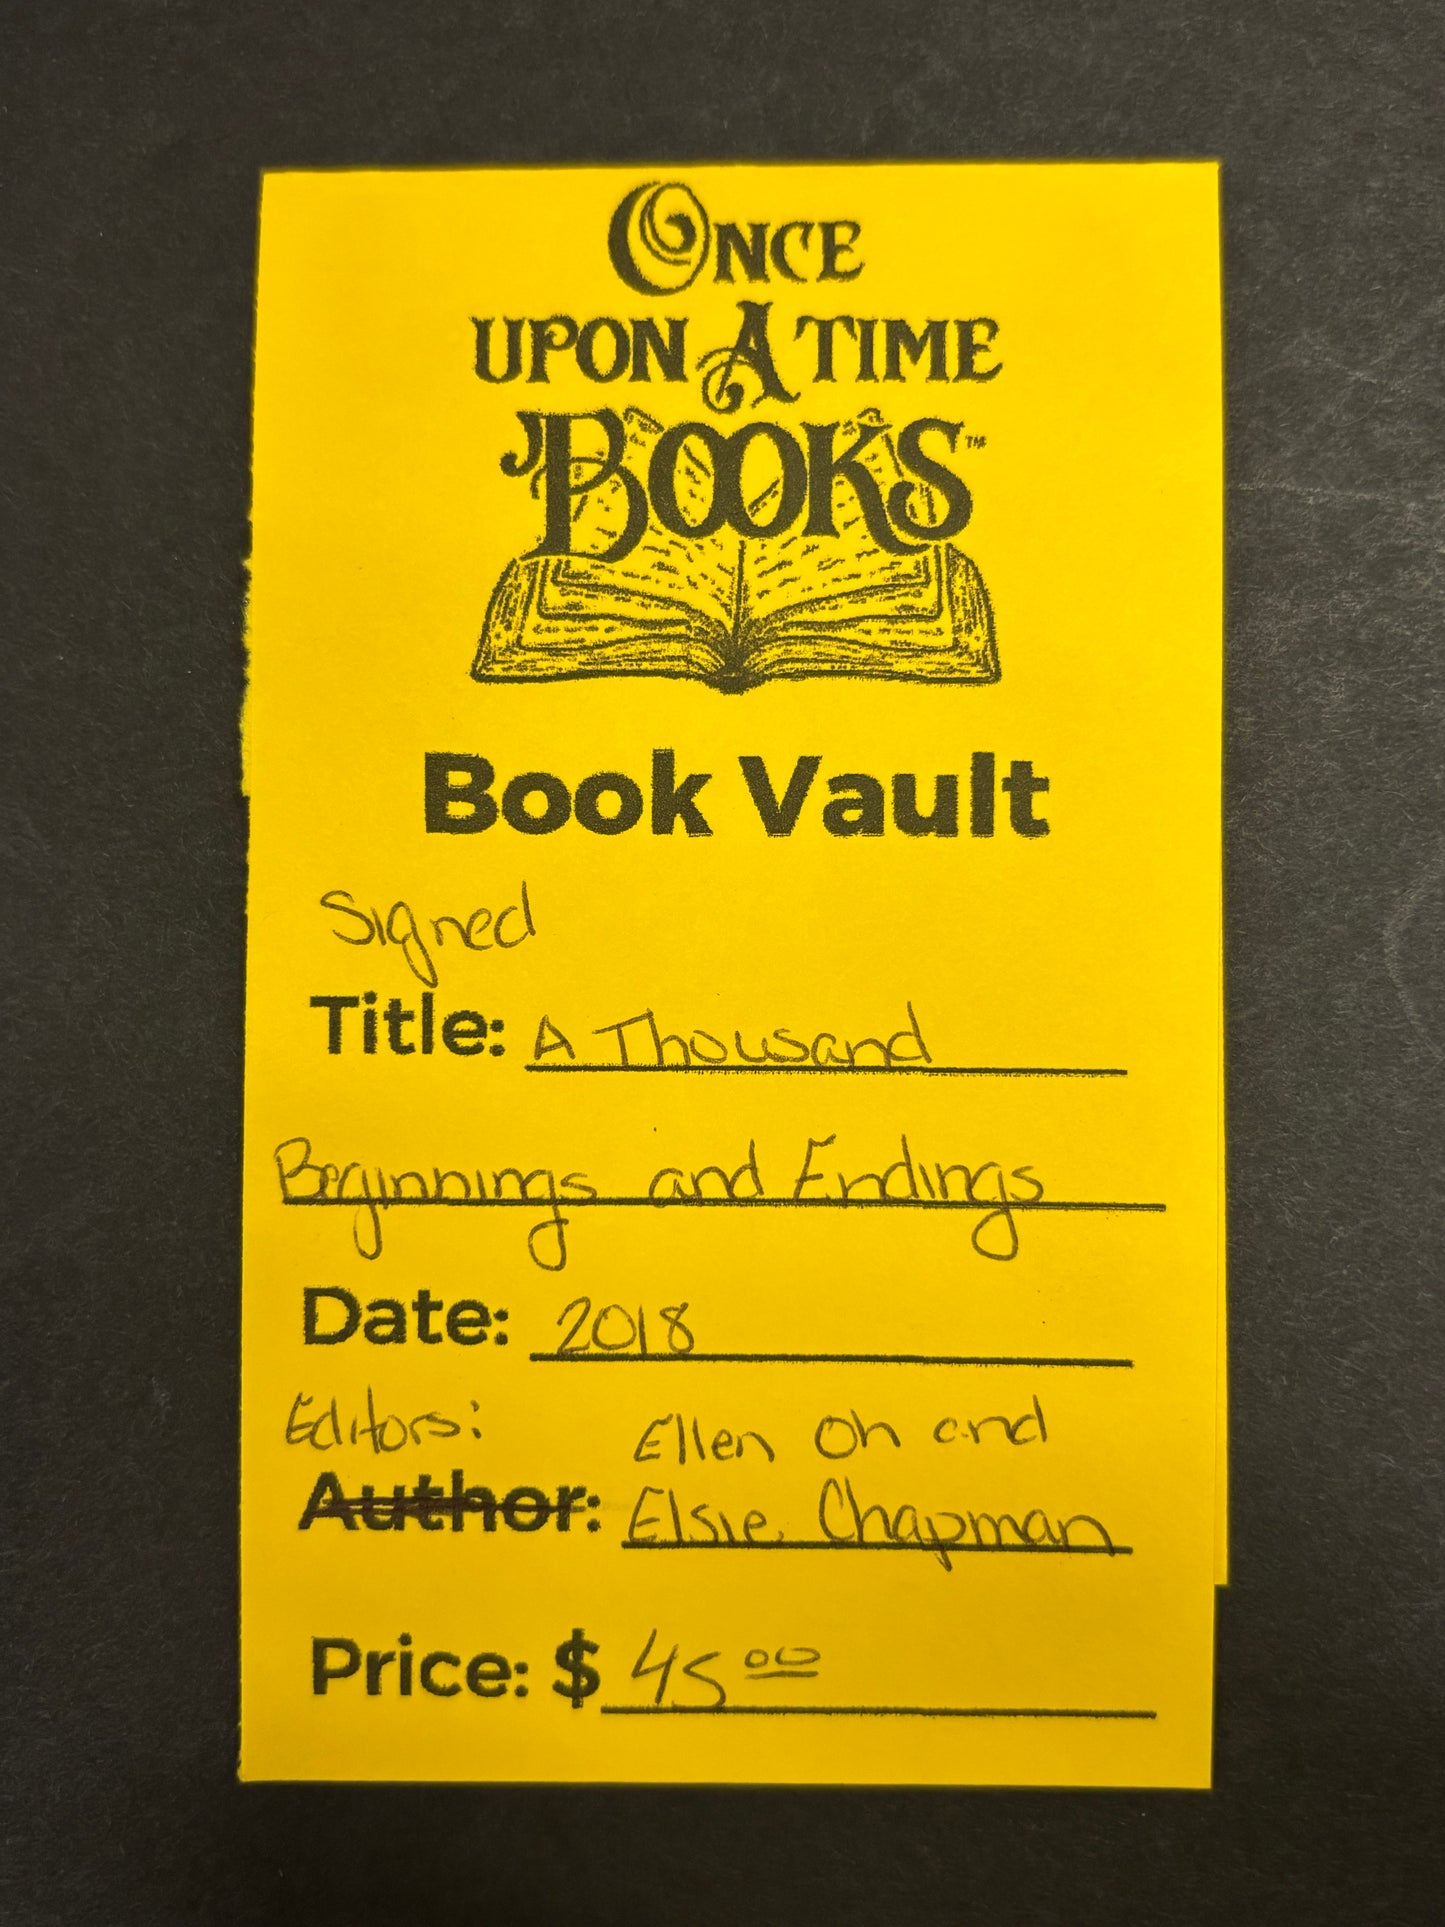 ONCE
UPON A TIME
BOOKS™
Book Vault
Signed
Title: A Thousand
Beginnings and Endings
Date: 2018
Editors: Ellen Oh and
Author: Elsie Chapman
Price: $ 45.00